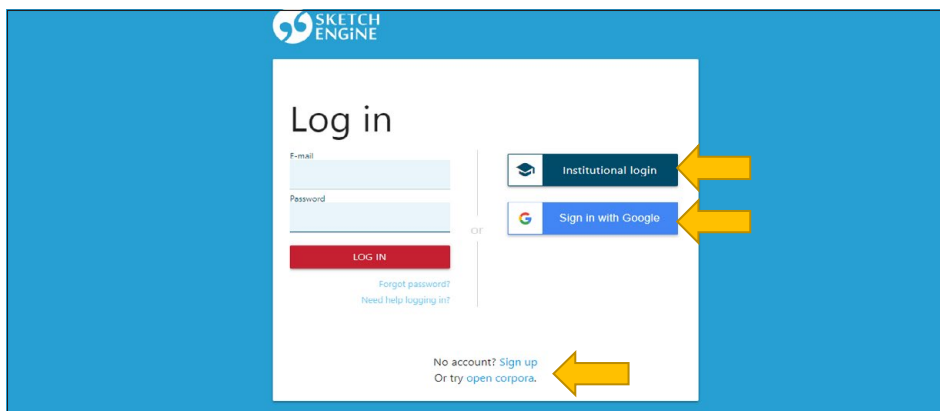 SKETCH
ENGINE
Log in
E-mail
Password
LOG IN
Forgot password?
Need help logging in?
or
Institutional login
Sign in with Google
No account? Sign up
Or try open corpora.